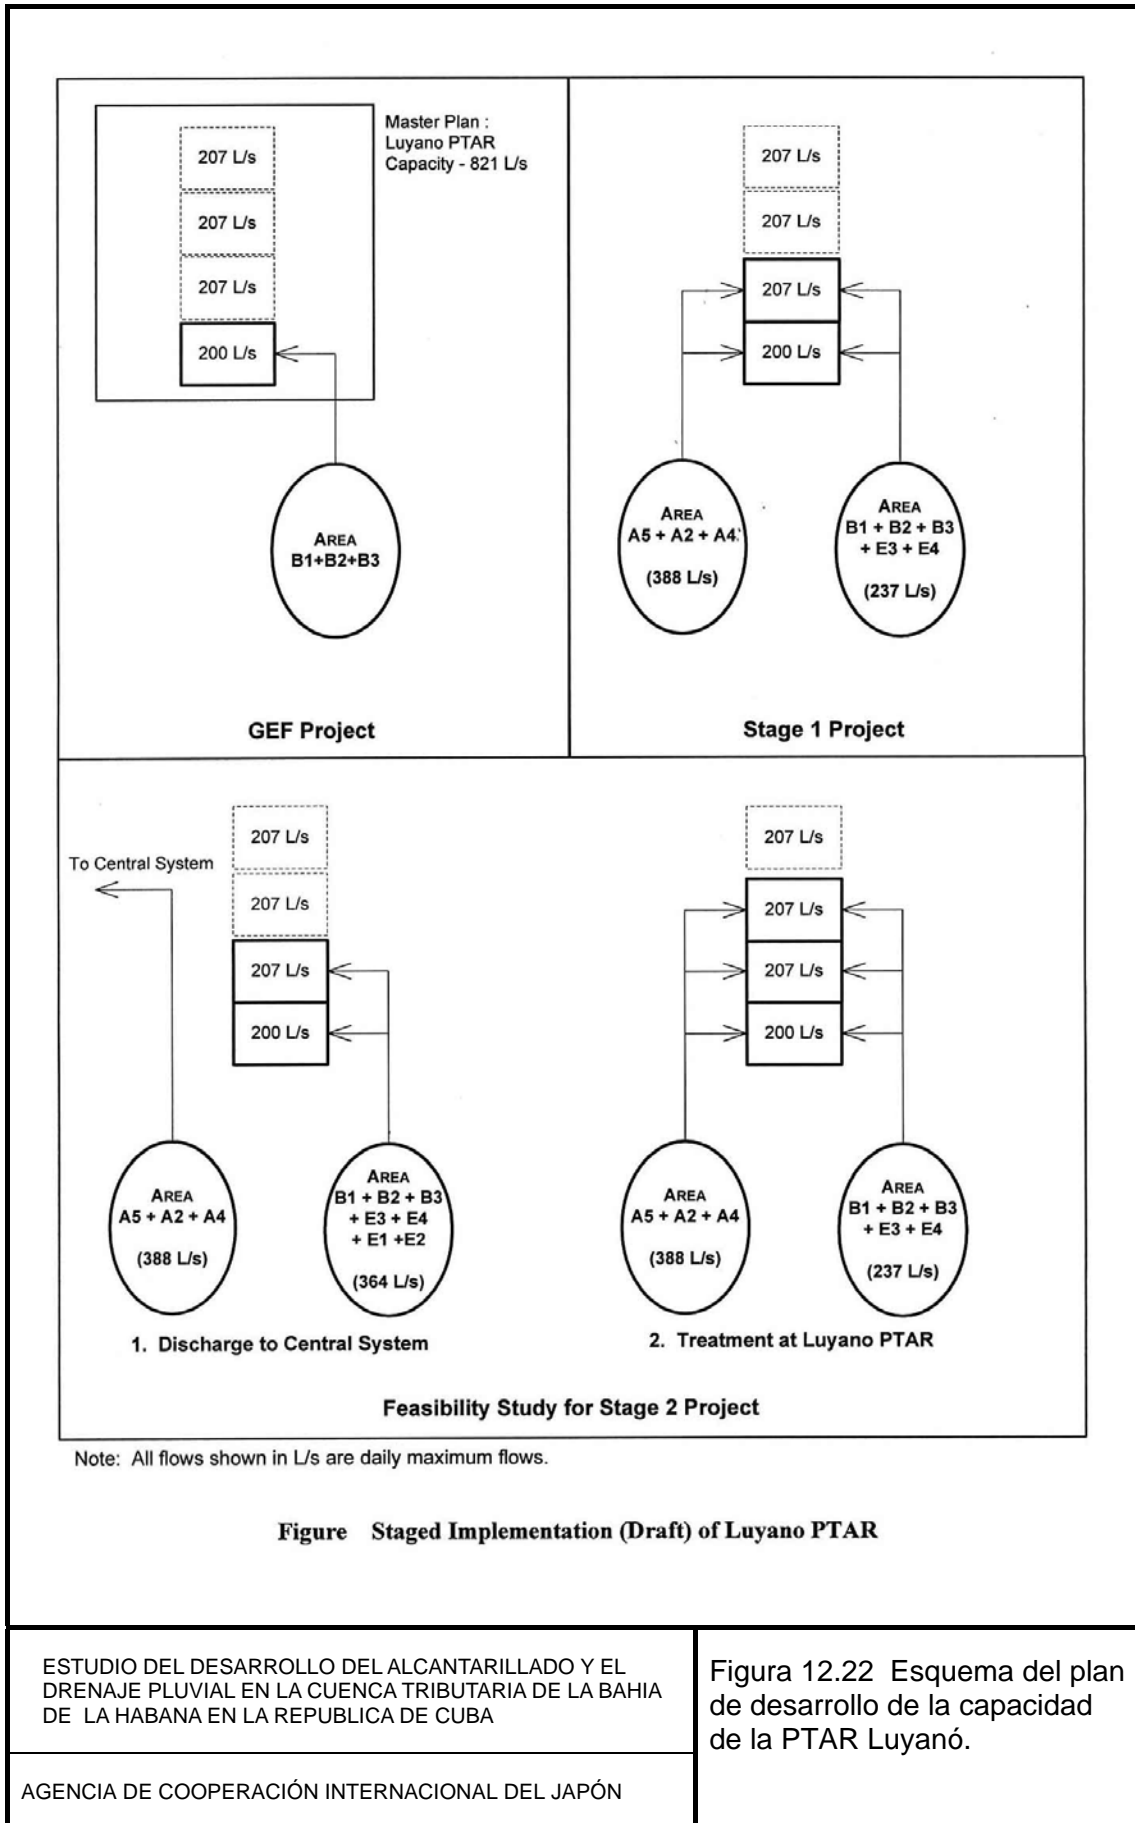 Master Plan :
Luyano PTAR
Capacity - 821 L/s
207 L/s
207 L/s
207 L/s
200 L/s
AREA
B1+B2+B3
GEF Project
207 L/s
207 L/s
207 L/s
200 L/s
AREA
A5 + A2 + A4
(388 L/s)
AREA
B1 + B2 + B3
+ E3 + E4
(237 L/s)
Stage 1 Project
To Central System
207 L/s
207 L/s
207 L/s
200 L/s
AREA
A5 + A2 + A4
(388 L/s)
AREA
B1 + B2 + B3
+ E3 + E4
+ E1 +E2
(364 L/s)
1. Discharge to Central System
207 L/s
207 L/s
207 L/s
200 L/s
AREA
A5 + A2 + A4
(388 L/s)
AREA
B1 + B2 + B3
+ E3 + E4
(237 L/s)
2. Treatment at Luyano PTAR
Feasibility Study for Stage 2 Project
Note: All flows shown in L/s are daily maximum flows.
Figure Staged Implementation (Draft) of Luyano PTAR
ESTUDIO DEL DESARROLLO DEL ALCANTARILLADO Y EL
DRENAJE PLUVIAL EN LA CUENCA TRIBUTARIA DE LA BAHIA
DE LA HABANA EN LA REPUBLICA DE CUBA
AGENCIA DE COOPERACIÓN INTERNACIONAL DEL JAPÓN
Figura 12.22 Esquema del plan
de desarrollo de la capacidad
de la PTAR Luyanó.